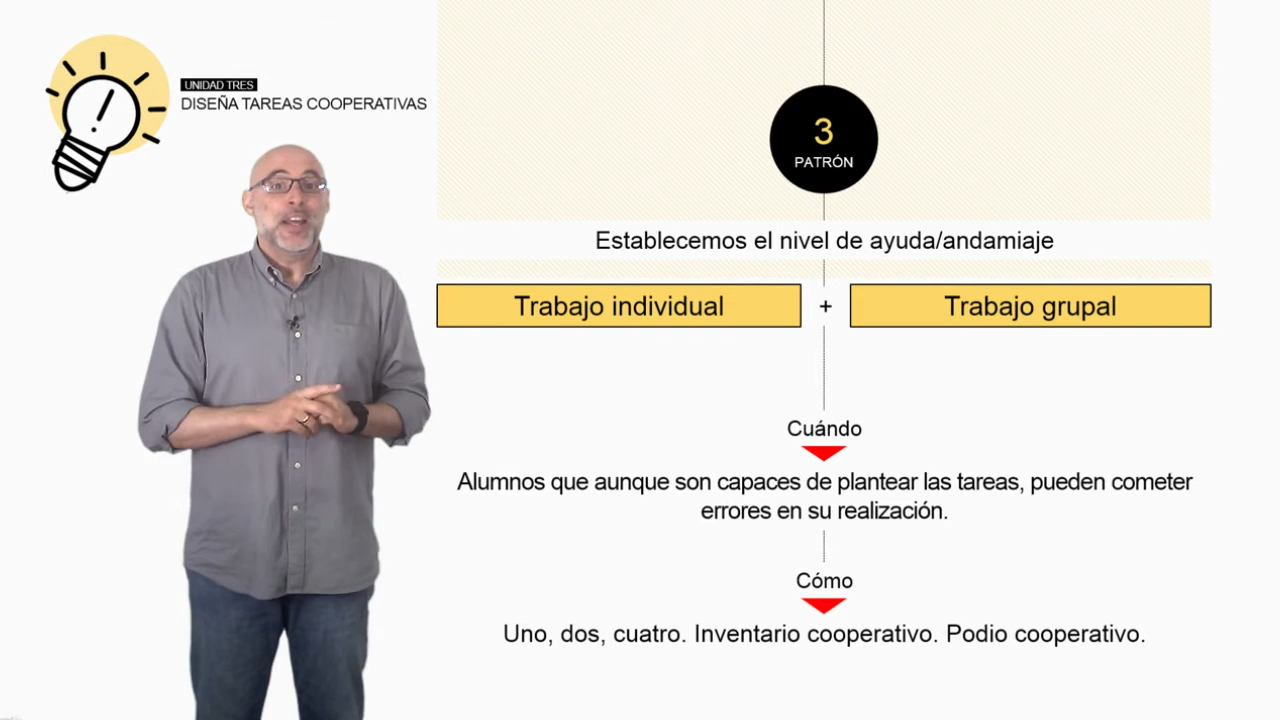 UNIDAD TRES
DISEÑA TAREAS COOPERATIVAS
3
PATRÓN
Establecemos el nivel de ayuda/andamiaje
Trabajo individual + Trabajo grupal
Cuándo
Alumnos que aunque son capaces de plantear las tareas, pueden cometer
errores en su realización.
Cómo
Uno, dos, cuatro. Inventario cooperativo. Podio cooperativo.